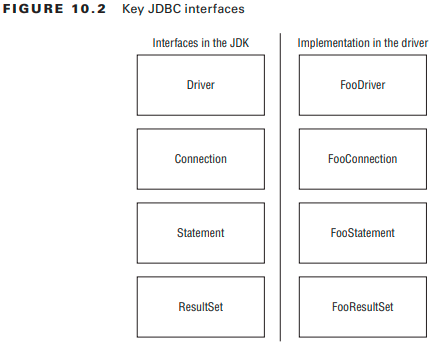 FIGURE 10.2 Key JDBC interfaces
Interfaces in the JDK Implementation in the driver
Driver FooDriver
Connection FooConnection
Statement FooStatement
ResultSet FooResultSet